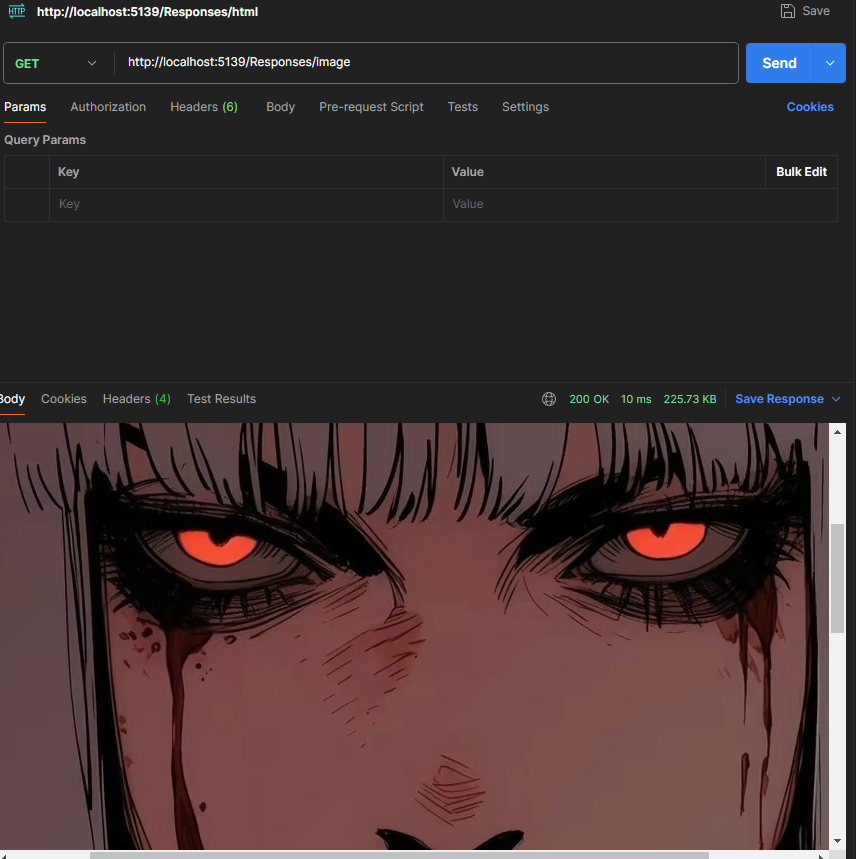 HTTP http://localhost:5139/Responses/html Save
GET http://localhost:5139/Responses/image Send
Params Authorization Headers (6) Body Pre-request Script Tests Settings Cookies
Query Params
Key Value Bulk Edit
Key Value
Body Cookies Headers (4) Test Results 200 OK 10 ms 225.73 KB Save Response